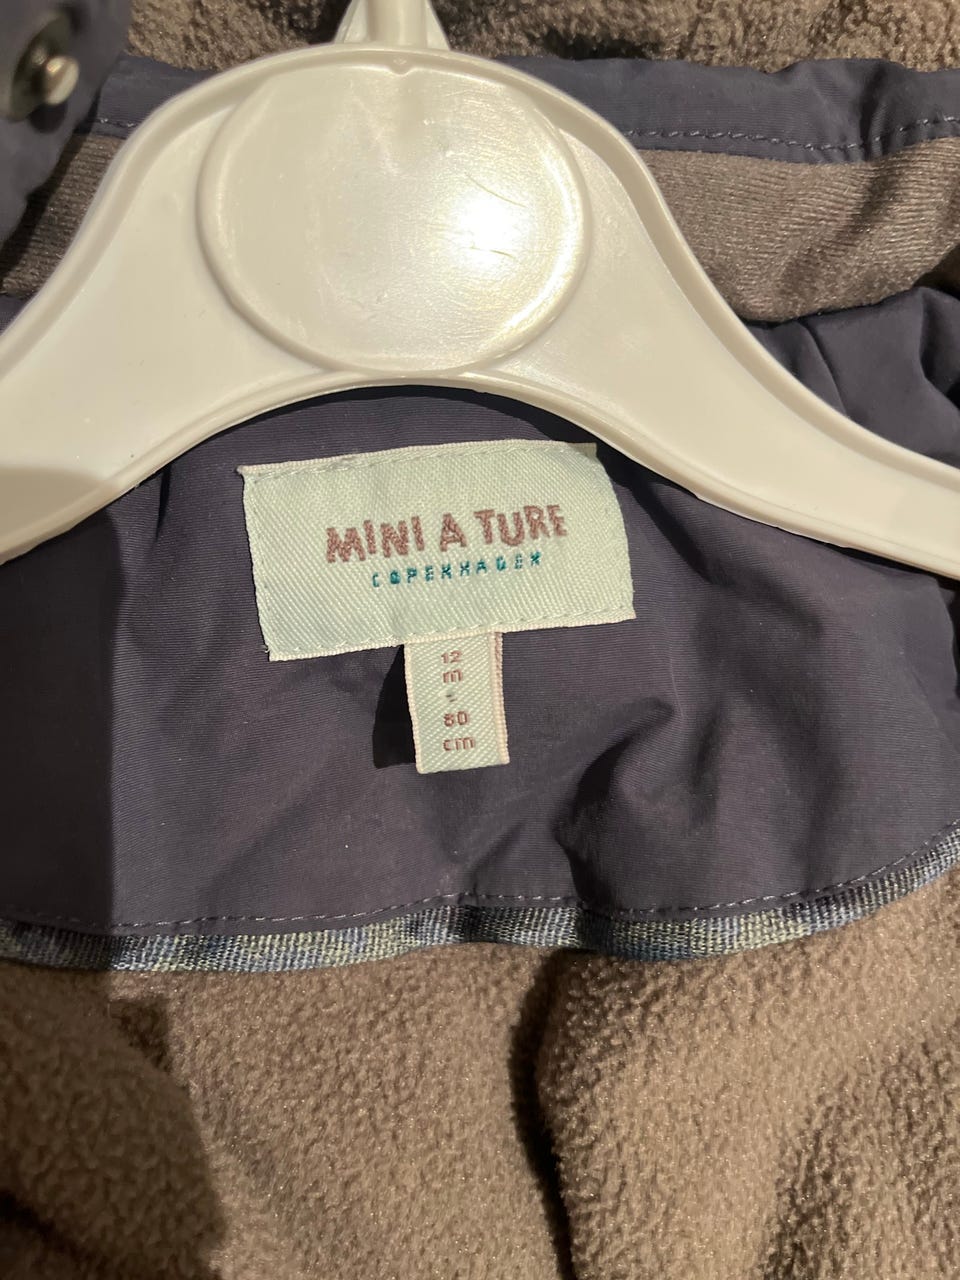 MINI A TURE
COPENHAGEN
12
m
-
80
cm